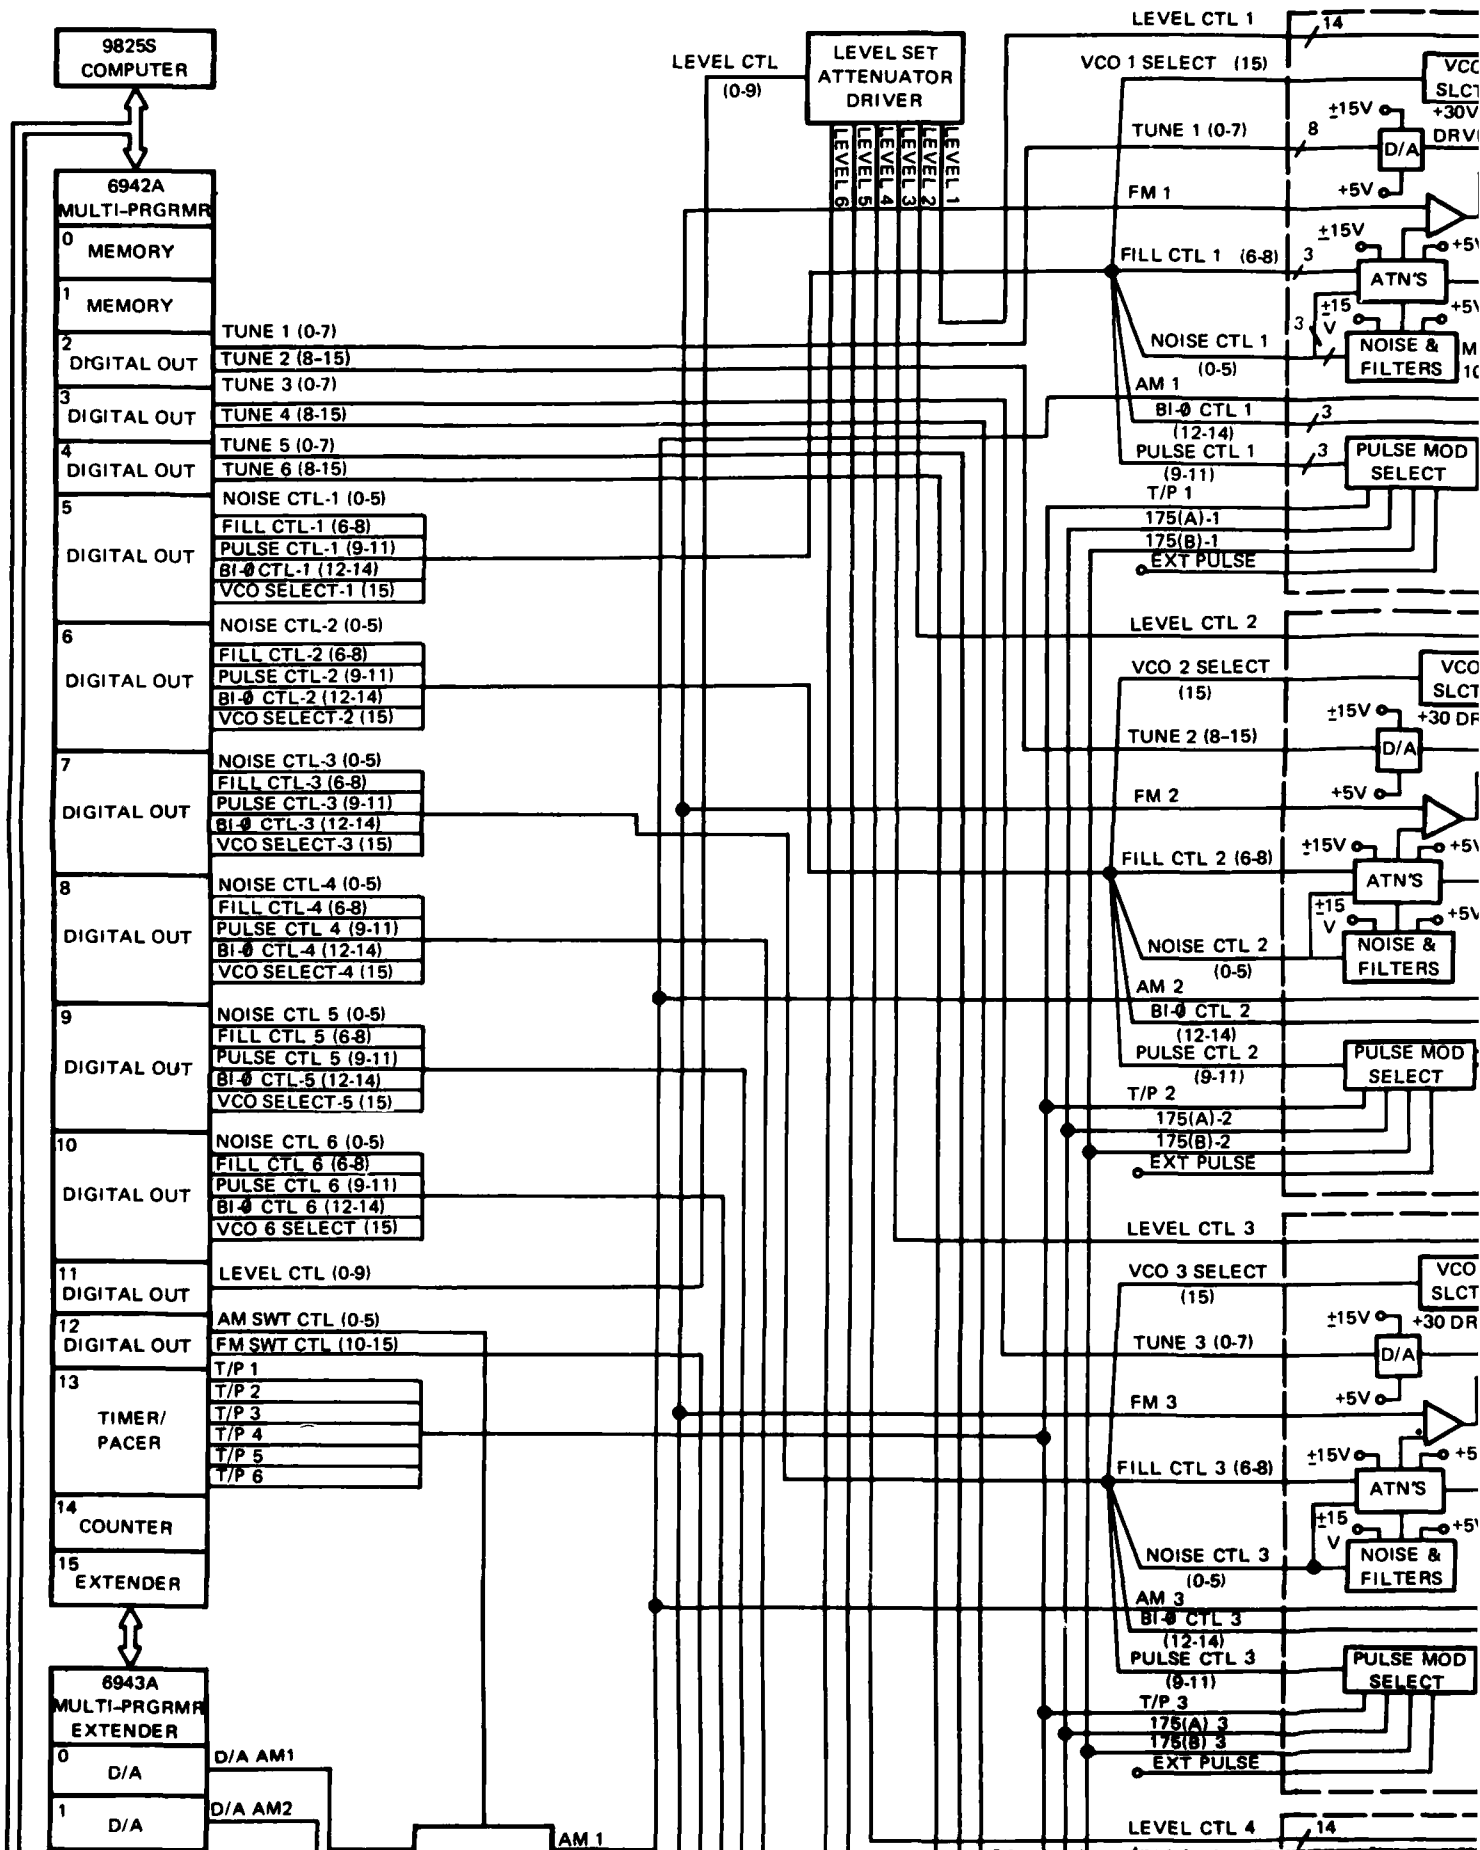 9825S
COMPUTER
6942A
MULTI-PRGRMR
0
MEMORY
1
MEMORY
2
DIGITAL OUT
3
DIGITAL OUT
4
DIGITAL OUT
5
DIGITAL OUT
6
DIGITAL OUT
7
DIGITAL OUT
8
DIGITAL OUT
9
DIGITAL OUT
10
DIGITAL OUT
11
DIGITAL OUT
12
DIGITAL OUT
13
TIMER/
PACER
14
COUNTER
15
EXTENDER
6943A
MULTI-PRGRMR
EXTENDER
0
D/A
1
D/A
TUNE 1 (0-7)
TUNE 2 (8-15)
TUNE 3 (0-7)
TUNE 4 (8-15)
TUNE 5 (0-7)
TUNE 6 (8-15)
NOISE CTL-1 (0-5)
FILL CTL-1 (6-8)
PULSE CTL-1 (9-11)
BI-Ø CTL-1 (12-14)
VCO SELECT-1 (15)
NOISE CTL-2 (0-5)
FILL CTL-2 (6-8)
PULSE CTL-2 (9-11)
BI-Ø CTL-2 (12-14)
VCO SELECT-2 (15)
NOISE CTL-3 (0-5)
FILL CTL-3 (6-8)
PULSE CTL-3 (9-11)
BI-Ø CTL-3 (12-14)
VCO SELECT-3 (15)
NOISE CTL-4 (0-5)
FILL CTL-4 (6-8)
PULSE CTL 4 (9-11)
BI-Ø CTL-4 (12-14)
VCO SELECT-4 (15)
NOISE CTL 5 (0-5)
FILL CTL 5 (6-8)
PULSE CTL 5 (9-11)
BI-Ø CTL-5 (12-14)
VCO SELECT-5 (15)
NOISE CTL 6 (0-5)
FILL CTL 6 (6-8)
PULSE CTL 6 (9-11)
BI-Ø CTL 6 (12-14)
VCO 6 SELECT (15)
LEVEL CTL (0-9)
AM SWT CTL (0-5)
FM SWT CTL (10-15)
T/P 1
T/P 2
T/P 3
T/P 4
T/P 5
T/P 6
D/A AM1
D/A AM2
AM 1
LEVEL CTL
(0-9)
LEVEL SET
ATTENUATOR
DRIVER
LEVEL 6
LEVEL 5
LEVEL 4
LEVEL 3
LEVEL 2
LEVEL 1
LEVEL CTL 1
14
VCO 1 SELECT (15)
VCO
SLCT
±15V
+30V
DRV
TUNE 1 (0-7)
8
D/A
+5V
FM 1
±15V
+5V
FILL CTL 1 (6-8)
3
ATN'S
±15
V
+5V
3
NOISE CTL 1
(0-5)
NOISE &
FILTERS
M
10
AM 1
BI-Ø CTL 1
(12-14)
3
PULSE CTL 1
(9-11)
3
PULSE MOD
SELECT
T/P 1
175(A)-1
175(B)-1
EXT PULSE
LEVEL CTL 2
VCO 2 SELECT
(15)
VCO
SLCT
±15V
+30 DR
TUNE 2 (8-15)
D/A
+5V
FM 2
±15V
+5V
FILL CTL 2 (6-8)
ATN'S
±15
V
+5V
NOISE CTL 2
(0-5)
NOISE &
FILTERS
AM 2
BI-Ø CTL 2
(12-14)
PULSE CTL 2
(9-11)
PULSE MOD
SELECT
T/P 2
175(A)-2
175(B)-2
EXT PULSE
LEVEL CTL 3
VCO 3 SELECT
(15)
VCO
SLCT
±15V
+30 DR
TUNE 3 (0-7)
D/A
+5V
FM 3
±15V
+5
FILL CTL 3 (6-8)
ATN'S
±15
V
+5V
NOISE CTL 3
(0-5)
NOISE &
FILTERS
AM 3
BI-Ø CTL 3
(12-14)
PULSE CTL 3
(9-11)
PULSE MOD
SELECT
T/P 3
175(A) 3
175(B) 3
EXT PULSE
LEVEL CTL 4
14